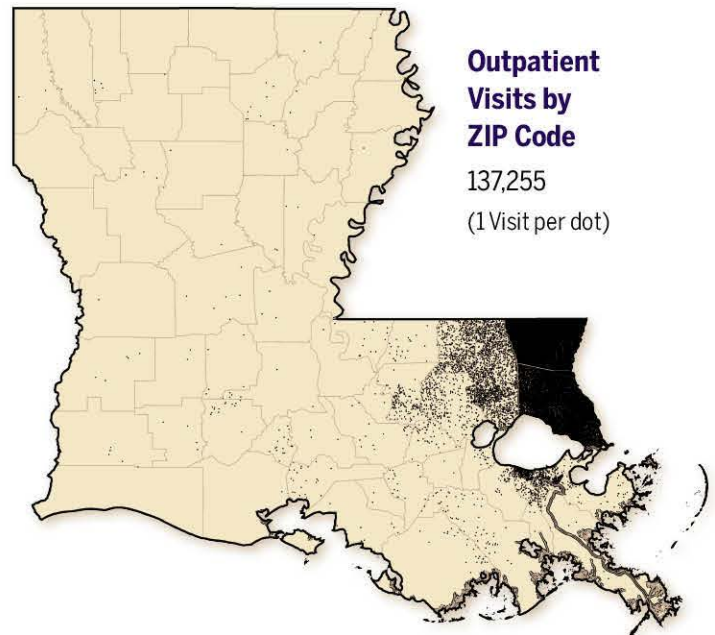 Outpatient
Visits by
ZIP Code
137,255
(1 Visit per dot)